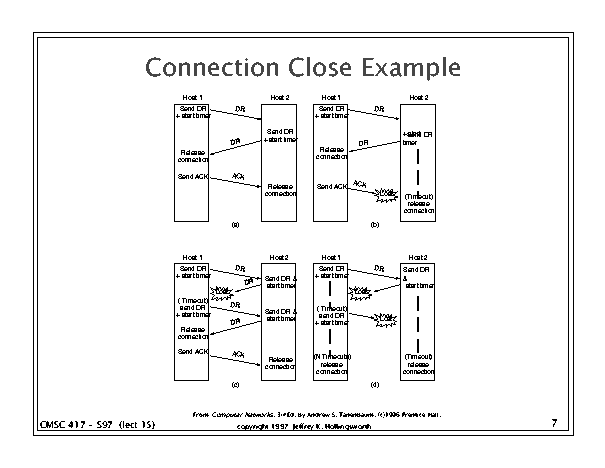 Connection Close Example
Host 1
Host 2
Send DR
+ start timer
DR
Send DR
+ start timer
DR
Release
connection
Send ACK
ACK
Release
connection
(a)
Host 1
Host 2
Send DR
+ start timer
DR
Send DR
timer
DR
Release
connection
Send ACK
ACK
Lost
(Timeout)
release
connection
(b)
Host 1
Host 2
Send DR
+ start timer
DR
Send DR &
start timer
DR
Lost
(Timeout)
send DR
+ start timer
DR
Send DR &
start timer
DR
Release
connection
Send ACK
ACK
Release
connection
(c)
Host 1
Host 2
Send DR
+ start timer
DR
Send DR
&
start timer
Lost
(Timeout)
send DR
+ start timer
Lost
(N Timeouts)
release
connection
(Timeout)
release
connection
(d)
From: Computer Networks, 3rd Ed. by Andrew S. Tanenbaum, (c)1996 Prentice Hall.
CMSC 417 - S97 (lect 15)
copyright 1997 Jeffrey K. Hollingsworth
7